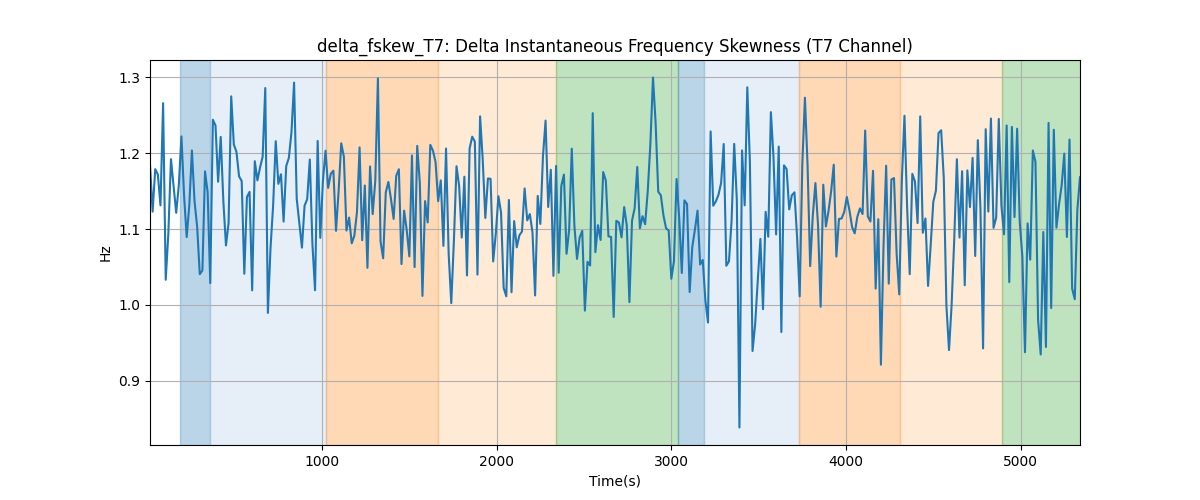 delta_fskew_T7: Delta Instantaneous Frequency Skewness (T7 Channel)
1.3
1.2
1.1
1.0
0.9
Hz
1000 2000 3000 4000 5000
Time(s)